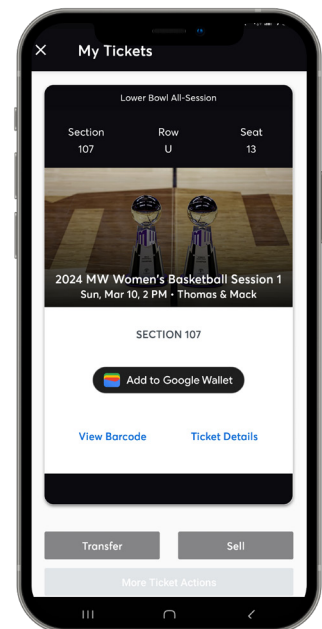 My Tickets
Lower Bowl All-Session
Section Row Seat
107 U 13
2024 MW Women's Basketball Session 1
Sun, Mar 10, 2 PM • Thomas & Mack
SECTION 107
Add to Google Wallet
View Barcode Ticket Details
Transfer Sell
More Ticket Actions